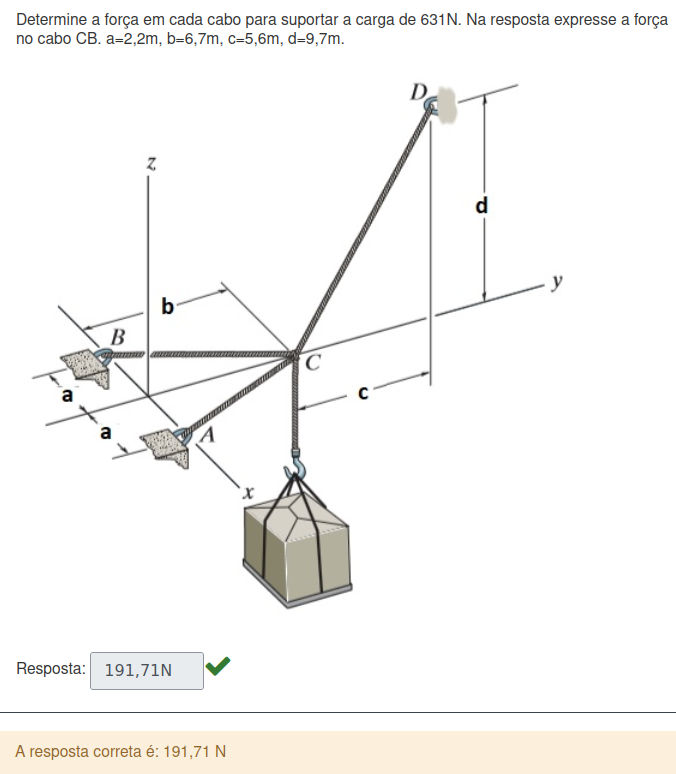 Determine a força em cada cabo para suportar a carga de 631N. Na resposta expresse a força
no cabo CB. a=2,2m, b=6,7m, c=5,6m, d=9,7m.
D
z
d
y
b
B
C
a
c
a
A
x
Resposta: 191,71N
A resposta correta é: 191,71 N